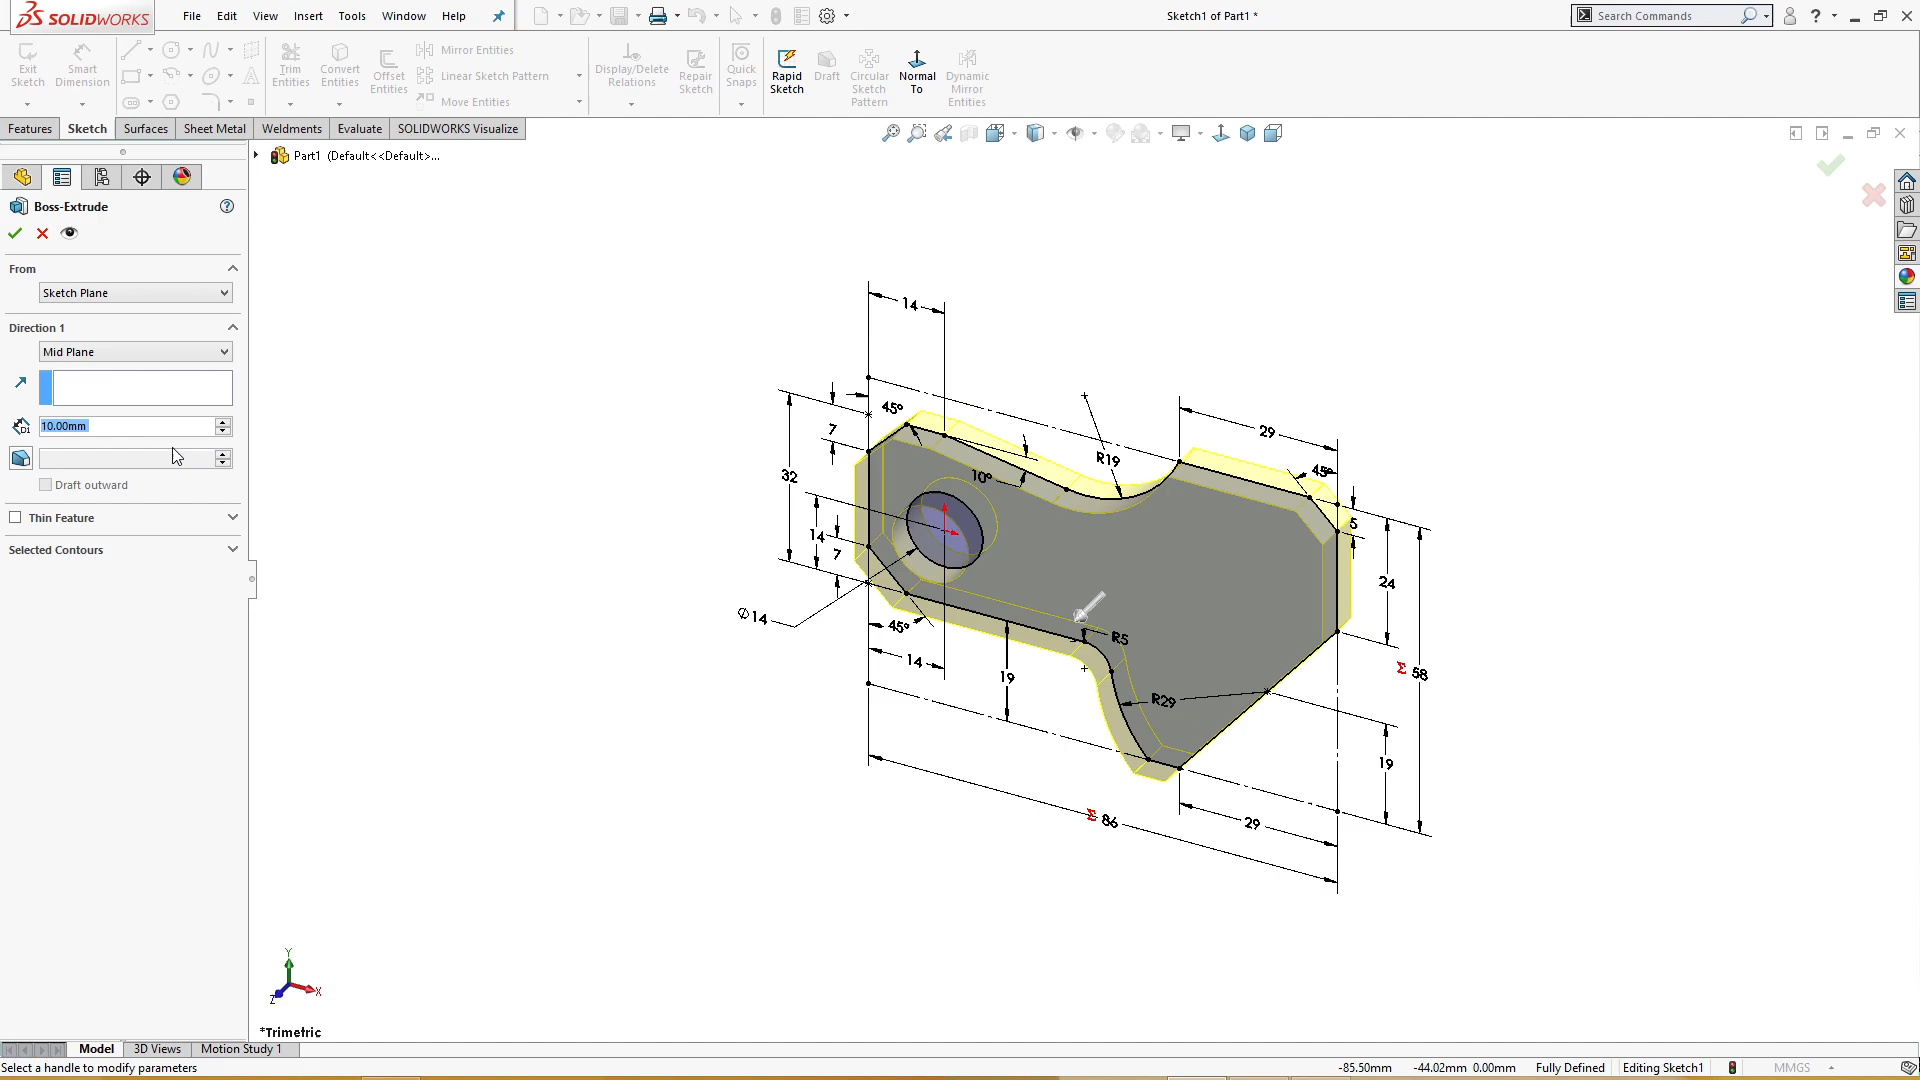 SOLIDWORKS
File Edit View Insert Tools Window Help
Sketch1 of Part1 *
Search Commands
Exit Sketch
Smart Dimension
Trim Entities
Convert Entities
Offset Entities
Mirror Entities
Linear Sketch Pattern
Move Entities
Display/Delete Relations
Repair Sketch
Quick Snaps
Rapid Sketch
Draft
Circular Sketch Pattern
Normal To
Dynamic Mirror Entities
Features Sketch Surfaces Sheet Metal Weldments Evaluate SOLIDWORKS Visualize
Part1 (Default<<Default>...
Boss-Extrude
From
Sketch Plane
Direction 1
Mid Plane
D1
10.00mm
Draft outward
Thin Feature
Selected Contours
14
45°
7
32
14
7
Ø14
45°
14
19
10°
R19
29
45°
5
24
Σ 58
R5
R29
19
Σ 86
29
Y
X
Z
*Trimetric
Model 3D Views Motion Study 1
Select a handle to modify parameters
-85.50mm -44.02mm 0.00mm Fully Defined Editing Sketch1 MMGS